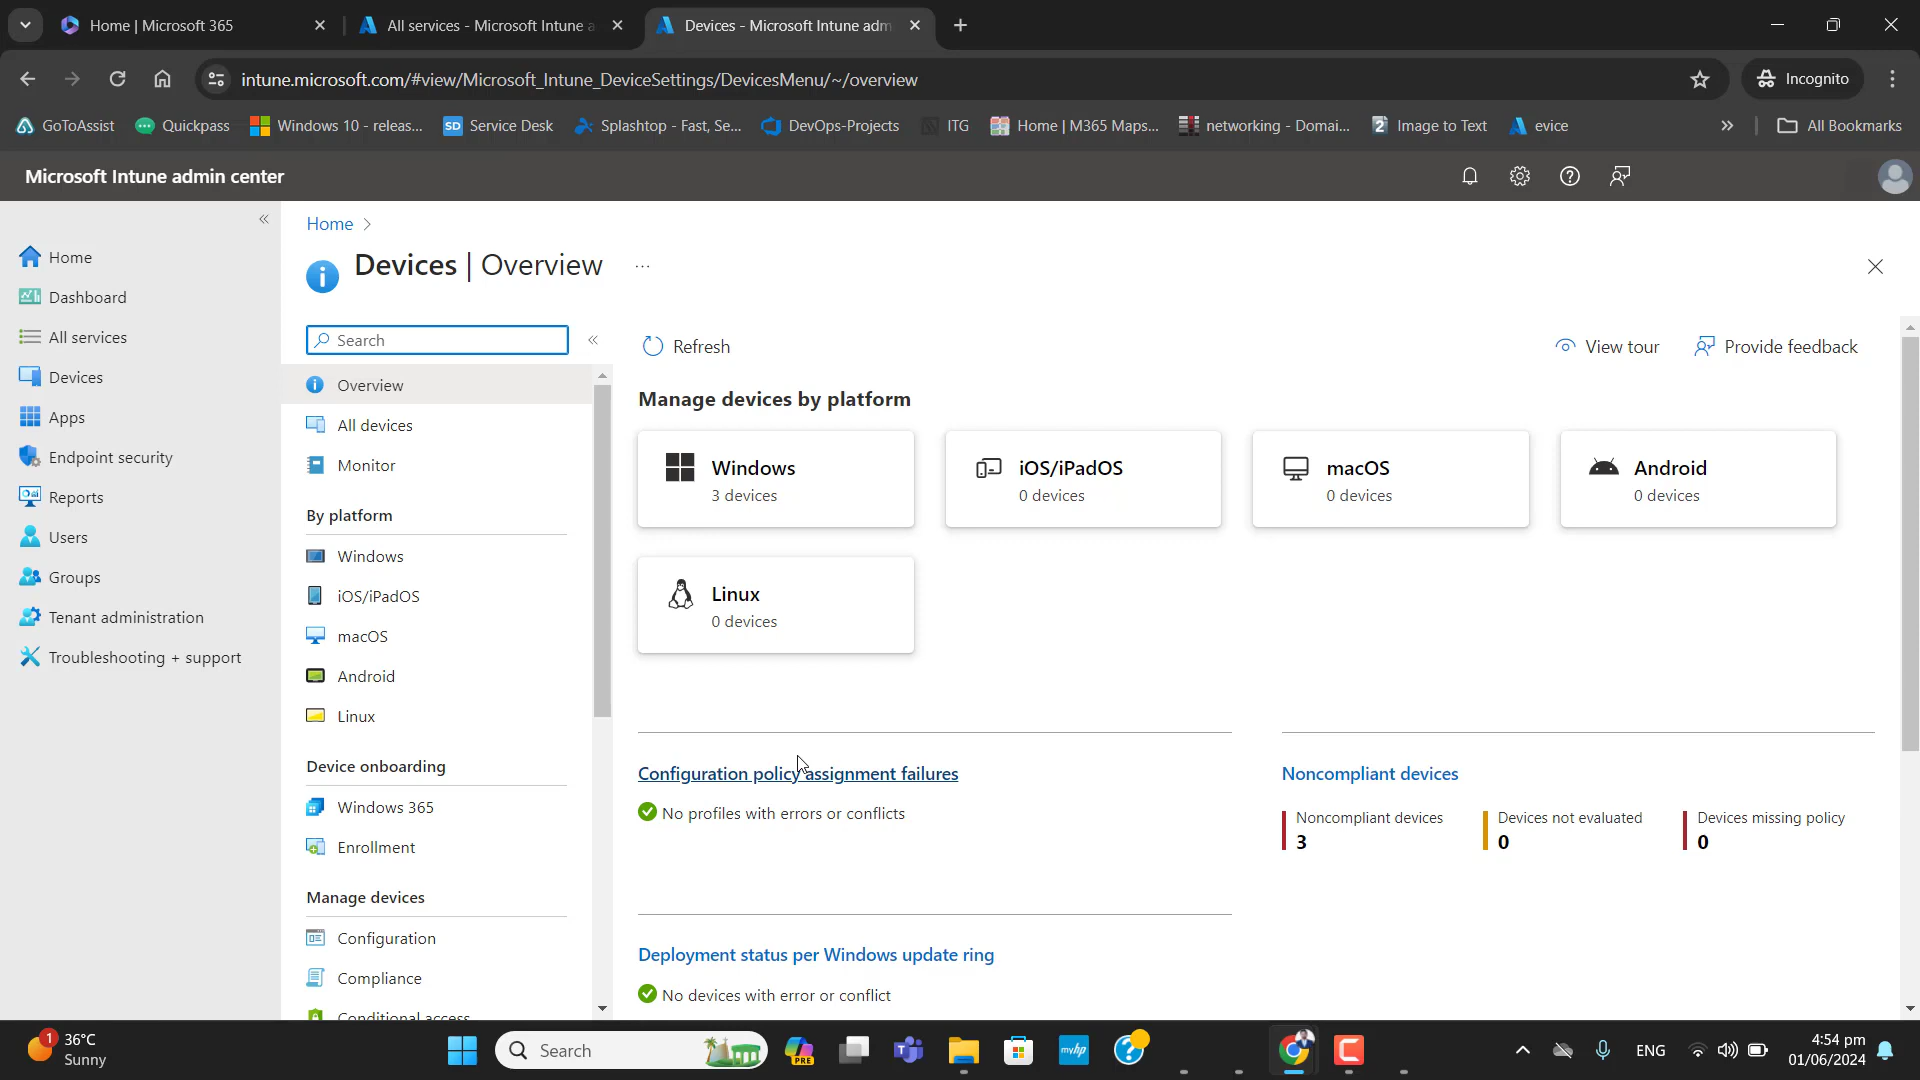 Home | Microsoft 365
All services - Microsoft Intune a
Devices - Microsoft Intune adm
intune.microsoft.com/#view/Microsoft_Intune_DeviceSettings/DevicesMenu/~/overview
Incognito
GoToAssist
Quickpass
Windows 10 - releas...
SD Service Desk
Splashtop - Fast, Se...
DevOps-Projects
ITG
Home | M365 Maps...
networking - Domai...
2 Image to Text
evice
All Bookmarks
Microsoft Intune admin center
Home
Dashboard
All services
Devices
Apps
Endpoint security
Reports
Users
Groups
Tenant administration
Troubleshooting + support
Home >
Devices | Overview ...
Search
Overview
All devices
Monitor
By platform
Windows
iOS/iPadOS
macOS
Android
Linux
Device onboarding
Windows 365
Enrollment
Manage devices
Configuration
Compliance
Conditional access
Refresh
View tour
Provide feedback
Manage devices by platform
Windows
3 devices
iOS/iPadOS
0 devices
macOS
0 devices
Android
0 devices
Linux
0 devices
Configuration policy assignment failures
No profiles with errors or conflicts
Noncompliant devices
Noncompliant devices
3
Devices not evaluated
0
Devices missing policy
0
Deployment status per Windows update ring
No devices with error or conflict
1
36°C
Sunny
Search
PRE
myhp
ENG
4:54 pm
01/06/2024